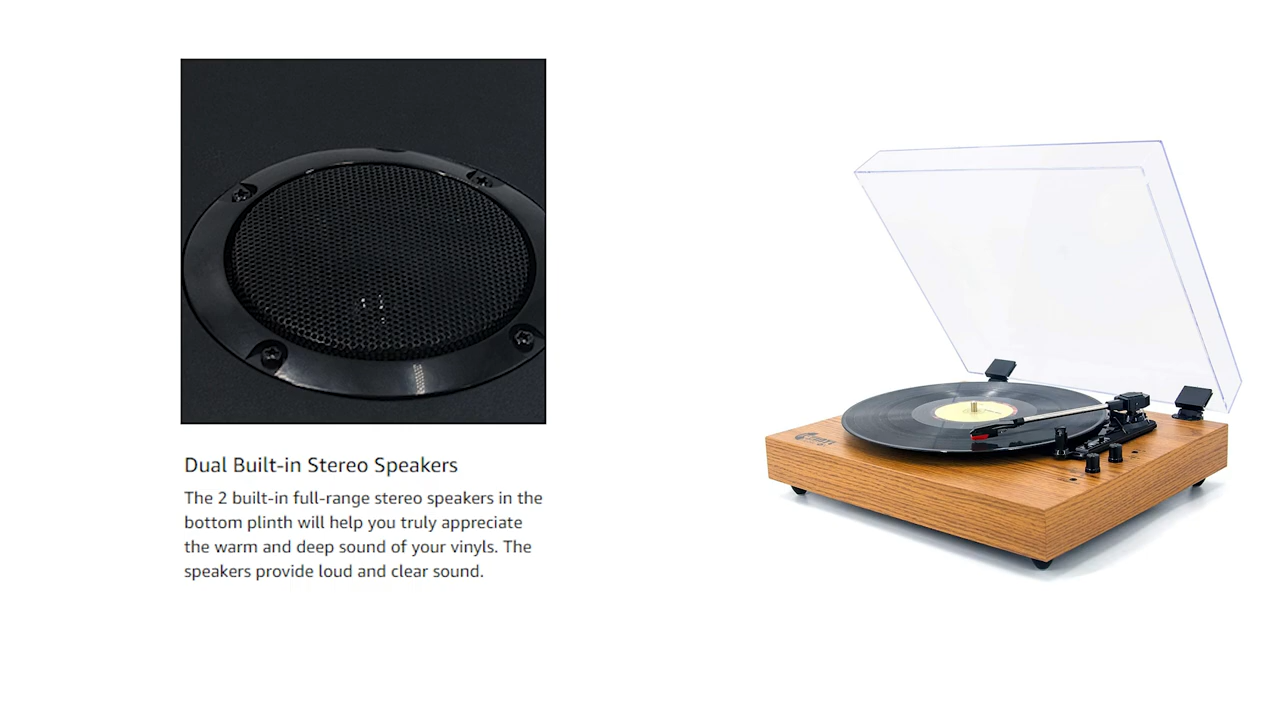 Dual Built-in Stereo Speakers
The 2 built-in full-range stereo speakers in the
bottom plinth will help you truly appreciate
the warm and deep sound of your vinyls. The
speakers provide loud and clear sound.